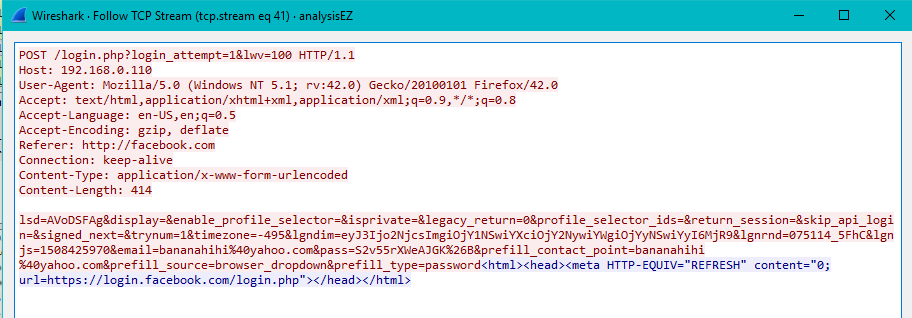 Wireshark · Follow TCP Stream (tcp.stream eq 41) · analysisEZ
POST /login.php?login_attempt=1&lwv=100 HTTP/1.1
Host: 192.168.0.110
User-Agent: Mozilla/5.0 (Windows NT 5.1; rv:42.0) Gecko/20100101 Firefox/42.0
Accept: text/html,application/xhtml+xml,application/xml;q=0.9,*/*;q=0.8
Accept-Language: en-US,en;q=0.5
Accept-Encoding: gzip, deflate
Referer: http://facebook.com
Connection: keep-alive
Content-Type: application/x-www-form-urlencoded
Content-Length: 414
lsd=AVoDSFAg&display=&enable_profile_selector=&isprivate=&legacy_return=0&profile_selector_ids=&return_session=&skip_api_logi
n=&signed_next=&trynum=1&timezone=-495&lgndim=eyJ3Ijo2NjcsImgiOjY1NSwiYXciOjY2NywiYWgiOjYyNSwiYyI6MjR9&lgnrnd=075114_5FhC&lgn
js=1508425970&email=bananahihi%40yahoo.com&pass=S2v55rXWeAJGK%26B&prefill_contact_point=bananahihi
%40yahoo.com&prefill_source=browser_dropdown&prefill_type=password<html><head><meta HTTP-EQUIV="REFRESH" content="0;
url=https://login.facebook.com/login.php"></head></html>